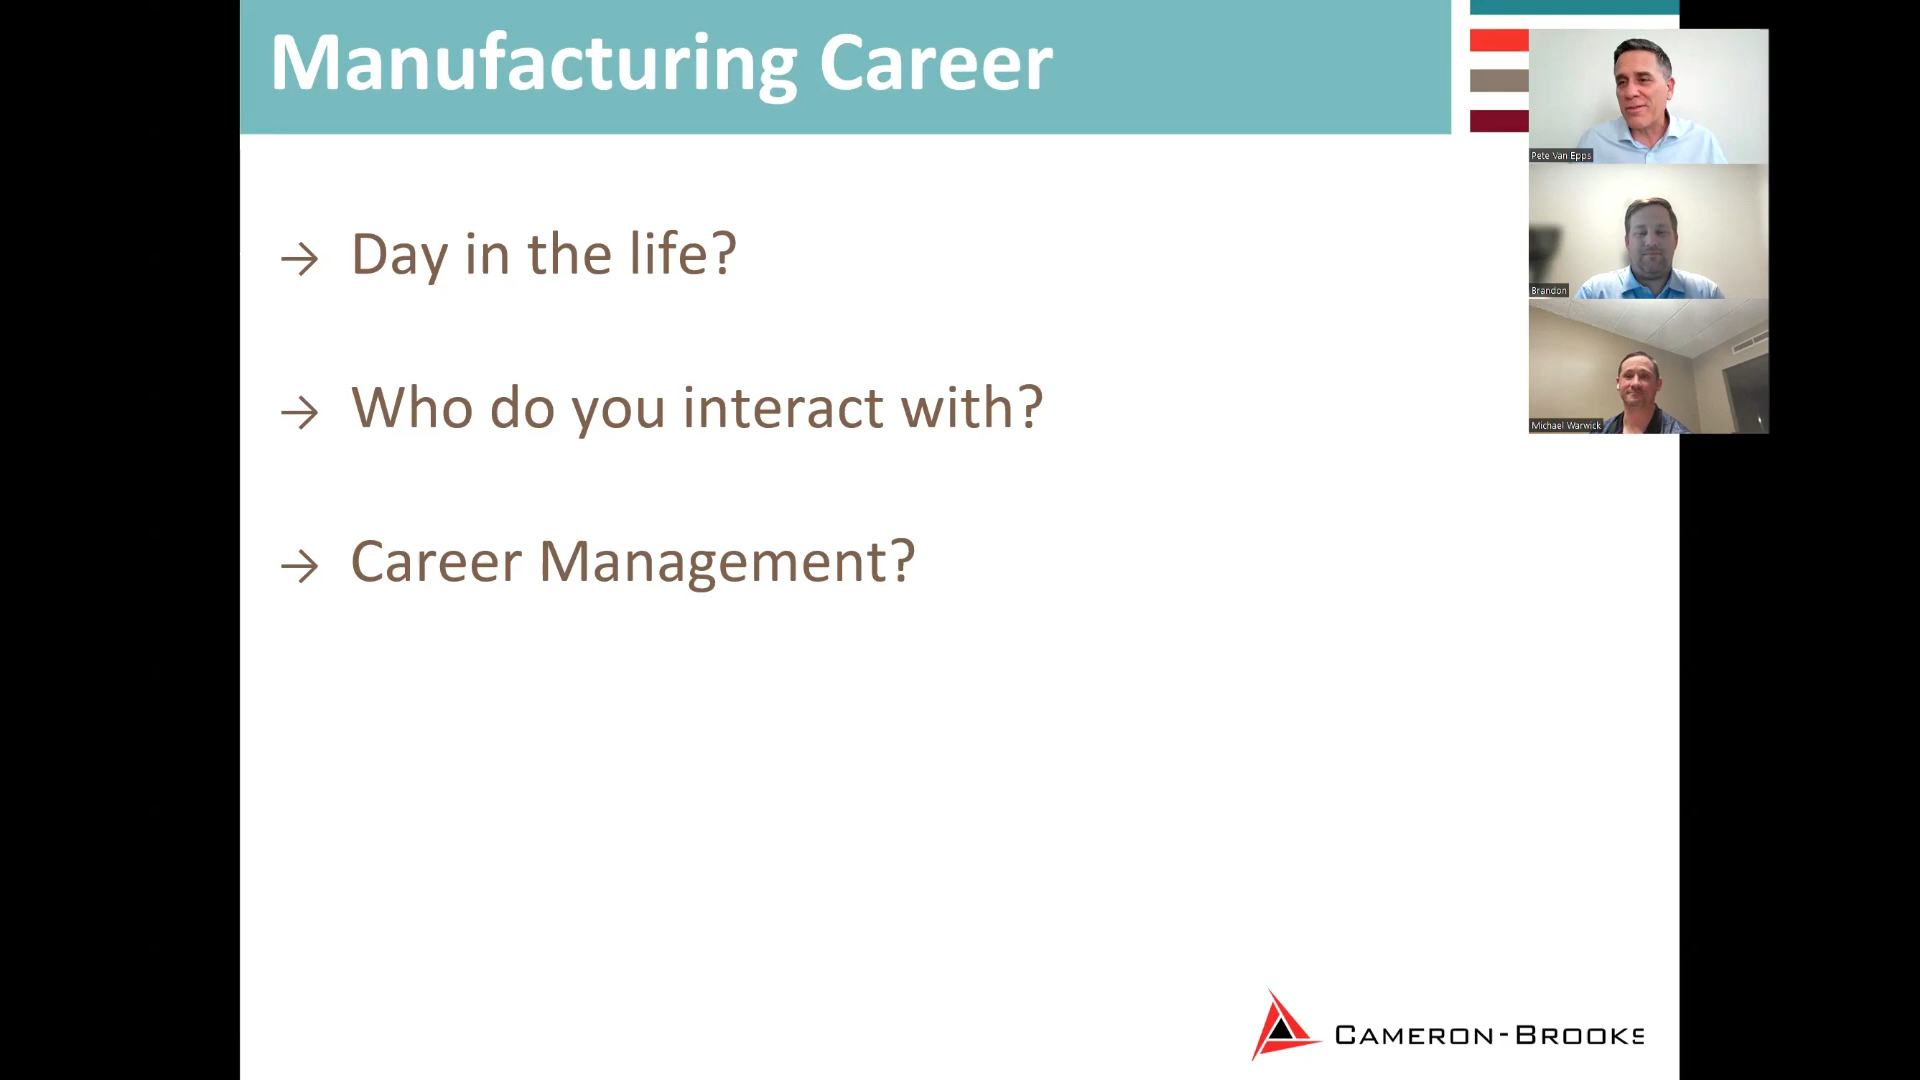 Manufacturing Career
→ Day in the life?
→ Who do you interact with?
→ Career Management?
Pete Van Epps
Brandon
Michael Warwick
CAMERON-BROOKS